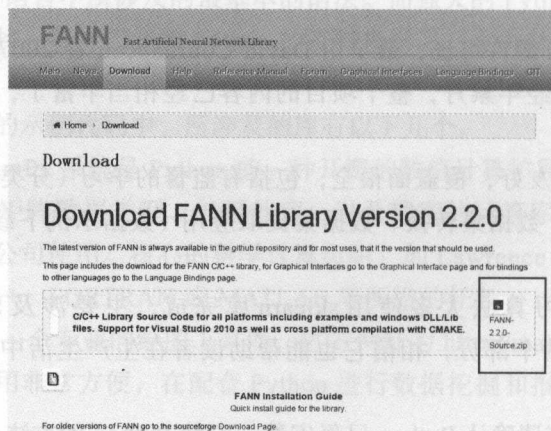 FANN Fast Artificial Neural Network Library
Main News Download Help Reference Manual Forum Graphical Interfaces Language Bindings GIT
Home › Download
Download
Download FANN Library Version 2.2.0
The latest version of FANN is always available in the github repository and for most uses, that it the version that should be used.
This page includes the download for the FANN C/C++ library, for Graphical Interfaces go to the Graphical Interface page and for bindings
to other languages go to the Language Bindings page.
C/C++ Library Source Code for all platforms including examples and windows DLL/Lib
files. Support for Visual Studio 2010 as well as cross platform compilation with CMAKE.
FANN-
2.2.0-
Source.zip
FANN Installation Guide
Quick install guide for the library.
For older versions of FANN go to the sourceforge Download Page.